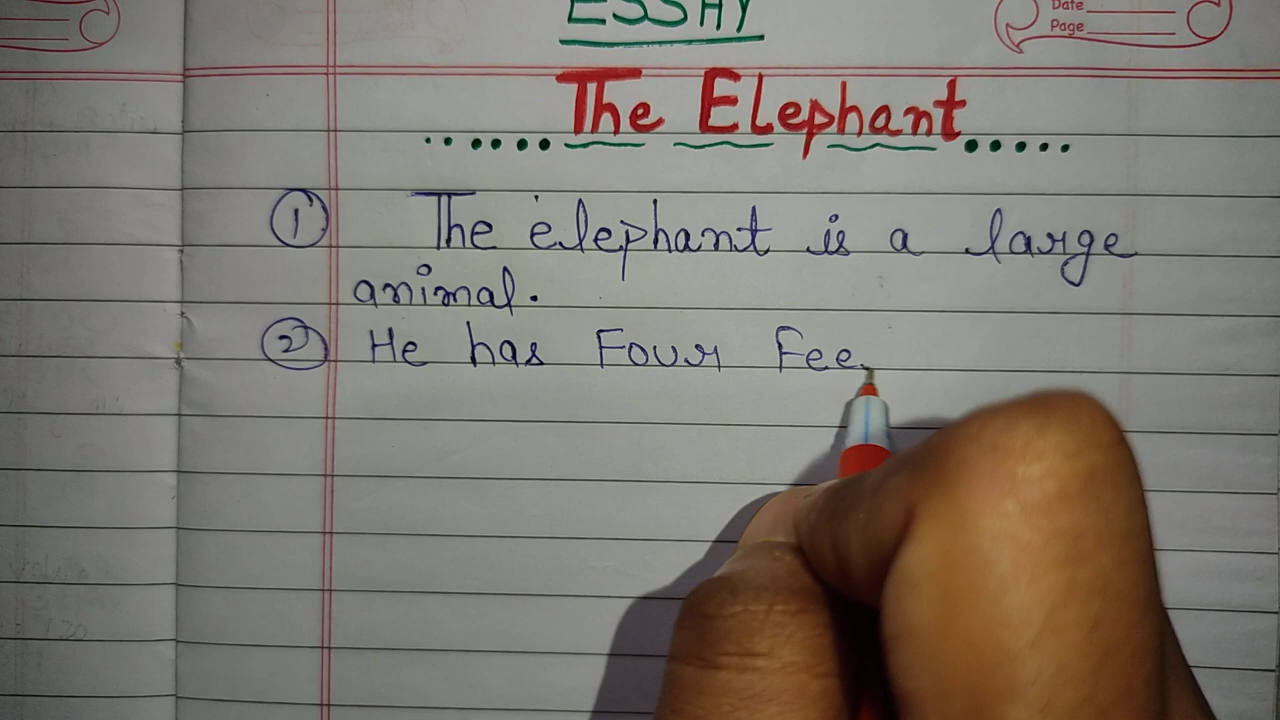 ESSAY
Date
Page
The Elephant
1 The elephant is a large
animal.
2 He has Four Fee